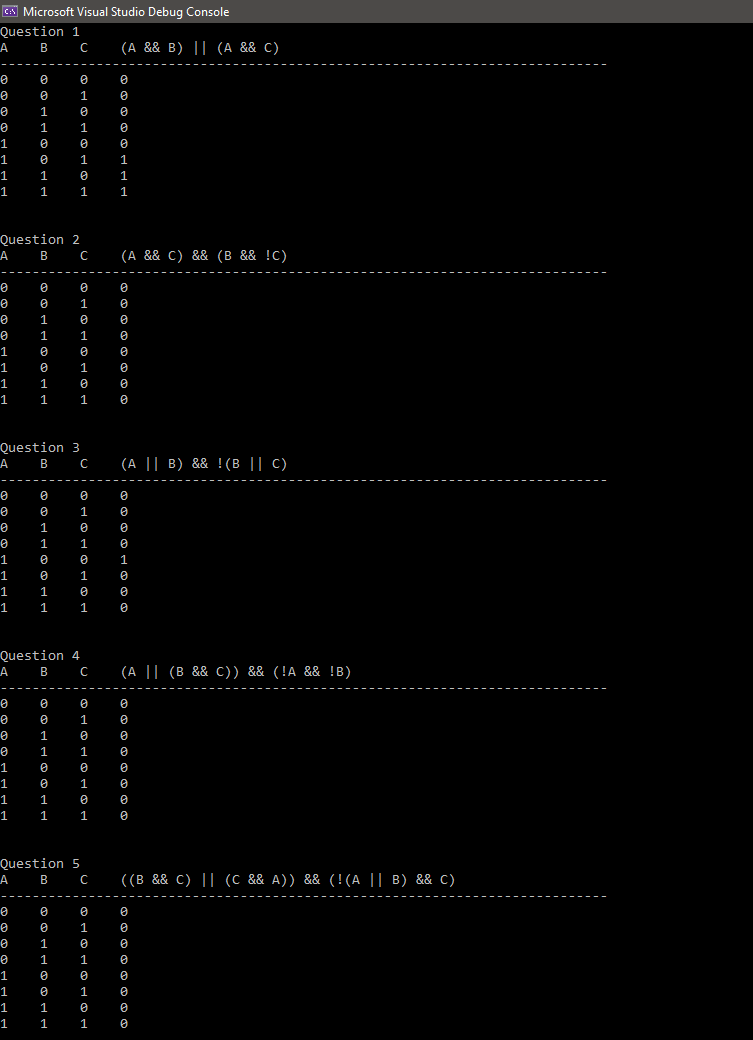 Microsoft Visual Studio Debug Console
Question 1
A    B    C    (A && B) || (A && C)
----------------------------------------------------------------------------
0    0    0    0
0    0    1    0
0    1    0    0
0    1    1    0
1    0    0    0
1    0    1    1
1    1    0    1
1    1    1    1
Question 2
A    B    C    (A && C) && (B && !C)
----------------------------------------------------------------------------
0    0    0    0
0    0    1    0
0    1    0    0
0    1    1    0
1    0    0    0
1    0    1    0
1    1    0    0
1    1    1    0
Question 3
A    B    C    (A || B) && !(B || C)
----------------------------------------------------------------------------
0    0    0    0
0    0    1    0
0    1    0    0
0    1    1    0
1    0    0    1
1    0    1    0
1    1    0    0
1    1    1    0
Question 4
A    B    C    (A || (B && C)) && (!A && !B)
----------------------------------------------------------------------------
0    0    0    0
0    0    1    0
0    1    0    0
0    1    1    0
1    0    0    0
1    0    1    0
1    1    0    0
1    1    1    0
Question 5
A    B    C    ((B && C) || (C && A)) && (!(A || B) && C)
----------------------------------------------------------------------------
0    0    0    0
0    0    1    0
0    1    0    0
0    1    1    0
1    0    0    0
1    0    1    0
1    1    0    0
1    1    1    0